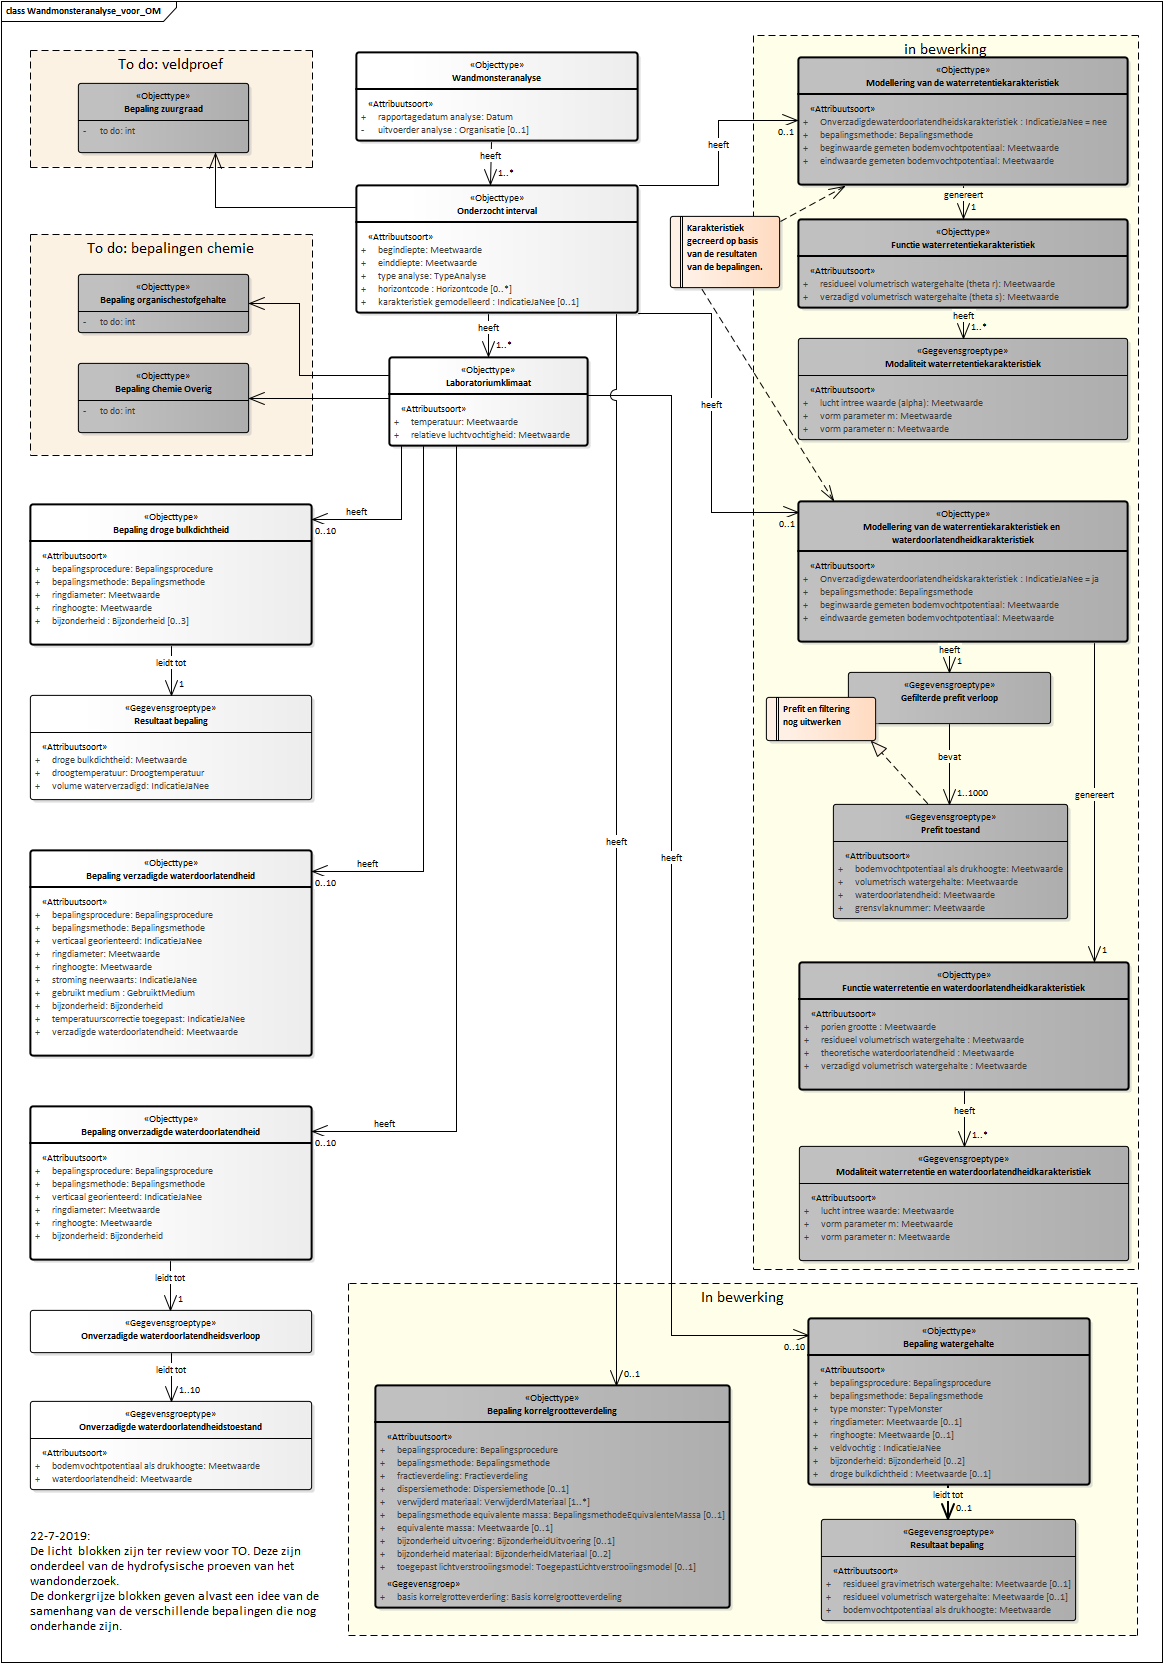 class Wandmonsteranalyse_voor_OM
To do: veldproef
«Objecttype»
Bepaling zuurgraad
- to do: int
To do: bepalingen chemie
«Objecttype»
Bepaling organischestofgehalte
- to do: int
«Objecttype»
Bepaling Chemie Overig
- to do: int
«Objecttype»
Wandmonsteranalyse
«Attribuutsoort»
+ rapportagedatum analyse: Datum
- uitvoerder analyse : Organisatie [0..1]
heeft
1..*
«Objecttype»
Onderzocht interval
«Attribuutsoort»
+ begindiepte: Meetwaarde
+ einddiepte: Meetwaarde
+ type analyse: TypeAnalyse
+ horizontcode : Horizontcode [0..*]
+ karakteristiek gemodelleerd : IndicatieJaNee [0..1]
heeft
1..*
«Objecttype»
Laboratoriumklimaat
«Attribuutsoort»
+ temperatuur: Meetwaarde
+ relatieve luchtvochtigheid: Meetwaarde
heeft
0..1
heeft
0..1
in bewerking
«Objecttype»
Modellering van de waterretentiekarakteristiek
«Attribuutsoort»
+ Onverzadigdewaterdoorlatendheidskarakteristiek : IndicatieJaNee = nee
+ bepalingsmethode: Bepalingsmethode
+ beginwaarde gemeten bodemvochtpotentiaal: Meetwaarde
+ eindwaarde gemeten bodemvochtpotentiaal: Meetwaarde
genereert
1
«Objecttype»
Functie waterretentiekarakteristiek
«Attribuutsoort»
+ residueel volumetrisch watergehalte (theta r): Meetwaarde
+ verzadigd volumetrisch watergehalte (theta s): Meetwaarde
heeft
1..*
«Gegevensgroeptype»
Modaliteit waterretentiekarakteristiek
«Attribuutsoort»
+ lucht intree waarde (alpha): Meetwaarde
+ vorm parameter m: Meetwaarde
+ vorm parameter n: Meetwaarde
Karakteristiek
gecreerd op basis
van de resultaten
van de bepalingen.
«Objecttype»
Modellering van de waterrentiekarakteristiek en
waterdoorlatendheidkarakteristiek
«Attribuutsoort»
+ Onverzadigdewaterdoorlatendheidskarakteristiek : IndicatieJaNee = ja
+ bepalingsmethode: Bepalingsmethode
+ beginwaarde gemeten bodemvochtpotentiaal: Meetwaarde
+ eindwaarde gemeten bodemvochtpotentiaal: Meetwaarde
heeft
1
«Gegevensgroeptype»
Gefilterde prefit verloop
Prefit en filtering
nog uitwerken
bevat
1..1000
genereert
1
«Gegevensgroeptype»
Prefit toestand
«Attribuutsoort»
+ bodemvochtpotentiaal als drukhoogte: Meetwaarde
+ volumetrisch watergehalte: Meetwaarde
+ waterdoorlatendheid: Meetwaarde
+ grensvlaknummer: Meetwaarde
«Objecttype»
Functie waterretentie en waterdoorlatendheidkarakteristiek
«Attribuutsoort»
+ porien grootte : Meetwaarde
+ residueel volumetrisch watergehalte : Meetwaarde
+ theoretische waterdoorlatendheid : Meetwaarde
+ verzadigd volumetrisch watergehalte : Meetwaarde
heeft
1..*
«Gegevensgroeptype»
Modaliteit waterretentie en waterdoorlatendheidkarakteristiek
«Attribuutsoort»
+ lucht intree waarde: Meetwaarde
+ vorm parameter m: Meetwaarde
+ vorm parameter n: Meetwaarde
heeft
0..10
«Objecttype»
Bepaling droge bulkdichtheid
«Attribuutsoort»
+ bepalingsprocedure: Bepalingsprocedure
+ bepalingsmethode: Bepalingsmethode
+ ringdiameter: Meetwaarde
+ ringhoogte: Meetwaarde
+ bijzonderheid : Bijzonderheid [0..3]
leidt tot
1
«Gegevensgroeptype»
Resultaat bepaling
«Attribuutsoort»
+ droge bulkdichtheid: Meetwaarde
+ droogtemperatuur: Droogtemperatuur
+ volume waterverzadigd: IndicatieJaNee
heeft
0..10
«Objecttype»
Bepaling verzadigde waterdoorlatendheid
«Attribuutsoort»
+ bepalingsprocedure: Bepalingsprocedure
+ bepalingsmethode: Bepalingsmethode
+ verticaal georienteerd: IndicatieJaNee
+ ringdiameter: Meetwaarde
+ ringhoogte: Meetwaarde
+ stroming neerwaarts: IndicatieJaNee
+ gebruikt medium : GebruiktMedium
+ bijzonderheid: Bijzonderheid
+ temperatuurscorrectie toegepast: IndicatieJaNee
+ verzadigde waterdoorlatendheid: Meetwaarde
heeft
0..10
«Objecttype»
Bepaling onverzadigde waterdoorlatendheid
«Attribuutsoort»
+ bepalingsprocedure: Bepalingsprocedure
+ bepalingsmethode: Bepalingsmethode
+ verticaal georienteerd: IndicatieJaNee
+ ringdiameter: Meetwaarde
+ ringhoogte: Meetwaarde
+ bijzonderheid: Bijzonderheid
leidt tot
1
«Gegevensgroeptype»
Onverzadigde waterdoorlatendheidsverloop
leidt tot
1..10
«Gegevensgroeptype»
Onverzadigde waterdoorlatendheidstoestand
«Attribuutsoort»
+ bodemvochtpotentiaal als drukhoogte: Meetwaarde
+ waterdoorlatendheid: Meetwaarde
heeft
heeft
In bewerking
0..1
0..10
«Objecttype»
Bepaling korrelgrootteverdeling
«Attribuutsoort»
+ bepalingsprocedure: Bepalingsprocedure
+ bepalingsmethode: Bepalingsmethode
+ fractieverdeling: Fractieverdeling
+ dispersiemethode: Dispersiemethode [0..1]
+ verwijderd materiaal: VerwijderdMateriaal [1..*]
+ bepalingsmethode equivalente massa: BepalingsmethodeEquivalenteMassa [0..1]
+ equivalente massa: Meetwaarde [0..1]
+ bijzonderheid uitvoering: BijzonderheidUitvoering [0..1]
+ bijzonderheid materiaal: BijzonderheidMateriaal [0..2]
+ toegepast lichtverstrooiingsmodel: ToegepastLichtverstrooiingsmodel [0..1]
«Gegevensgroep»
+ basis korrelgrotteverderling: Basis korrelgrootteverdeling
«Objecttype»
Bepaling watergehalte
«Attribuutsoort»
+ bepalingsprocedure: Bepalingsprocedure
+ bepalingsmethode: Bepalingsmethode
+ type monster: TypeMonster
+ ringdiameter: Meetwaarde [0..1]
+ ringhoogte: Meetwaarde [0..1]
+ veldvochtig : IndicatieJaNee
+ bijzonderheid: Bijzonderheid [0..2]
+ droge bulkdichtheid : Meetwaarde [0..1]
leidt tot
0..1
«Gegevensgroeptype»
Resultaat bepaling
«Attribuutsoort»
+ residueel gravimetrisch watergehalte: Meetwaarde [0..1]
+ residueel volumetrisch watergehalte: Meetwaarde [0..1]
+ bodemvochtpotentiaal als drukhoogte: Meetwaarde
22-7-2019:
De licht blokken zijn ter review voor TO. Deze zijn
onderdeel van de hydrofysische proeven van het
wandonderzoek.
De donkergrijze blokken geven alvast een idee van de
samenhang van de verschillende bepalingen die nog
onderhande zijn.